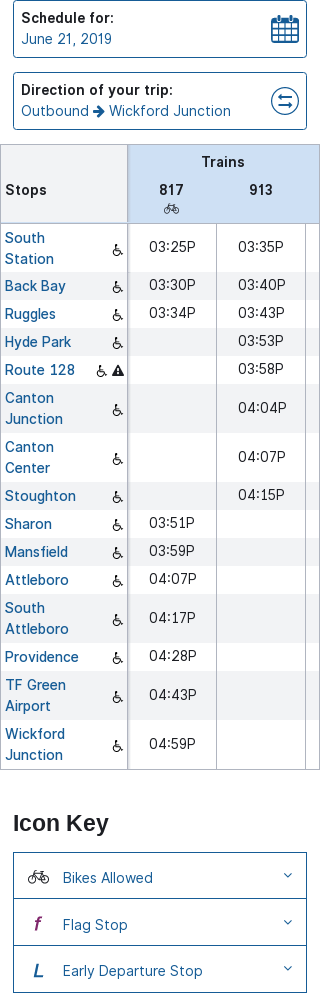 Schedule for:
June 21, 2019
Direction of your trip:
Outbound → Wickford Junction
Trains
Stops 817 913
South Station 03:25P 03:35P
Back Bay 03:30P 03:40P
Ruggles 03:34P 03:43P
Hyde Park 03:53P
Route 128 03:58P
Canton Junction 04:04P
Canton Center 04:07P
Stoughton 04:15P
Sharon 03:51P
Mansfield 03:59P
Attleboro 04:07P
South Attleboro 04:17P
Providence 04:28P
TF Green Airport 04:43P
Wickford Junction 04:59P
Icon Key
Bikes Allowed
f Flag Stop
L Early Departure Stop